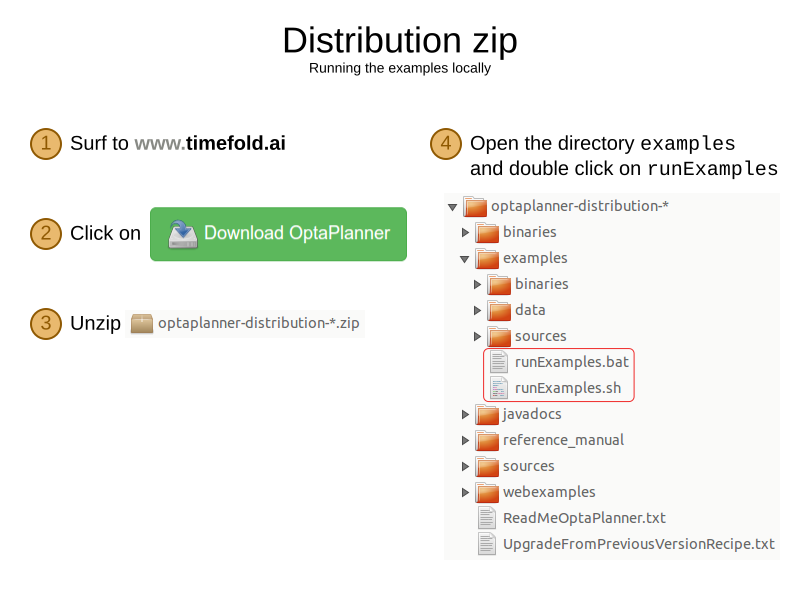 Distribution zip
Running the examples locally
1 Surf to www.timefold.ai
2 Click on Download OptaPlanner
3 Unzip optaplanner-distribution-*.zip
4 Open the directory examples
and double click on runExamples
optaplanner-distribution-*
binaries
examples
binaries
data
sources
runExamples.bat
runExamples.sh
javadocs
reference_manual
sources
webexamples
ReadMeOptaPlanner.txt
UpgradeFromPreviousVersionRecipe.txt